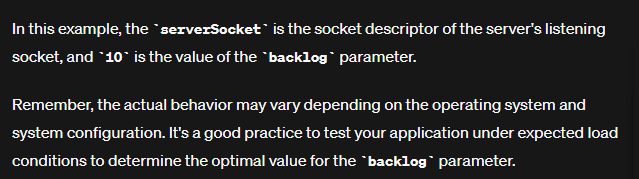 In this example, the `serverSocket` is the socket descriptor of the server's listening
socket, and `10` is the value of the `backlog` parameter.
Remember, the actual behavior may vary depending on the operating system and
system configuration. It's a good practice to test your application under expected load
conditions to determine the optimal value for the `backlog` parameter.